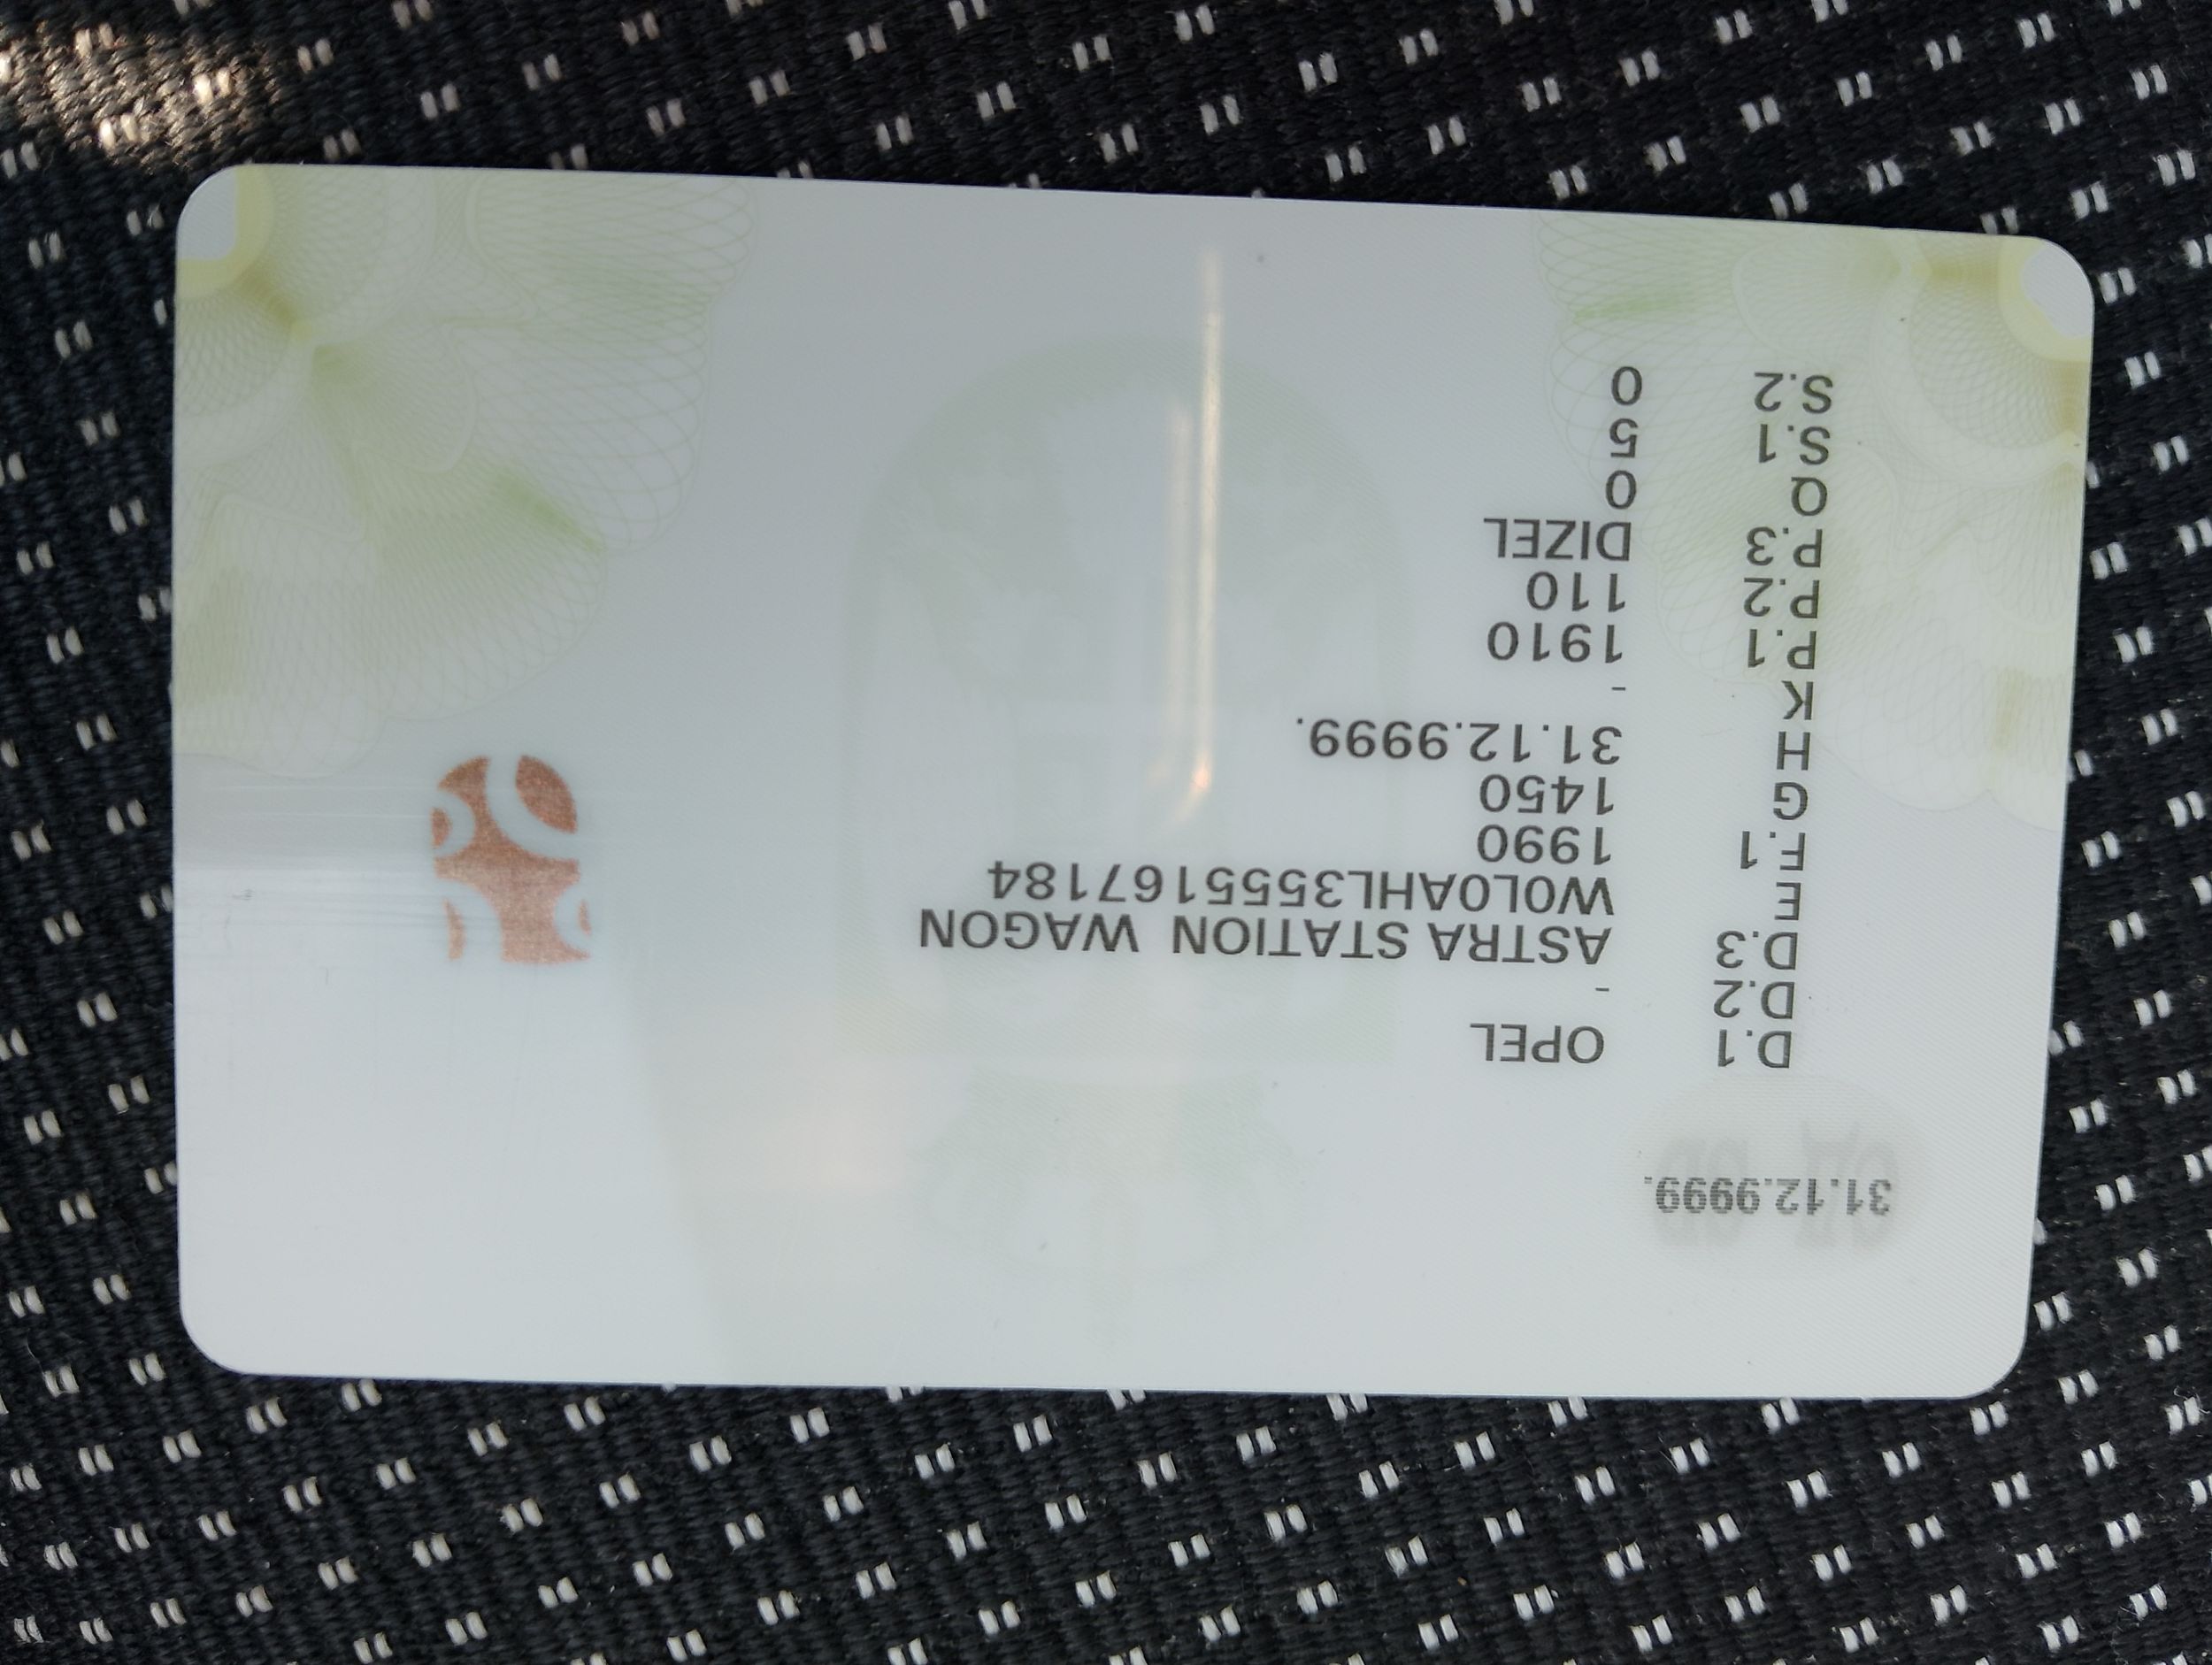 31.12.9999.
D.1 OPEL
D.2 -
D.3 ASTRA STATION WAGON
E W0L0AHL3555167184
F.1 1990
G 1450
H 31.12.9999.
K -
P.1 1910
P.2 110
P.3 DIZEL
Q 0
S.1 5
S.2 0